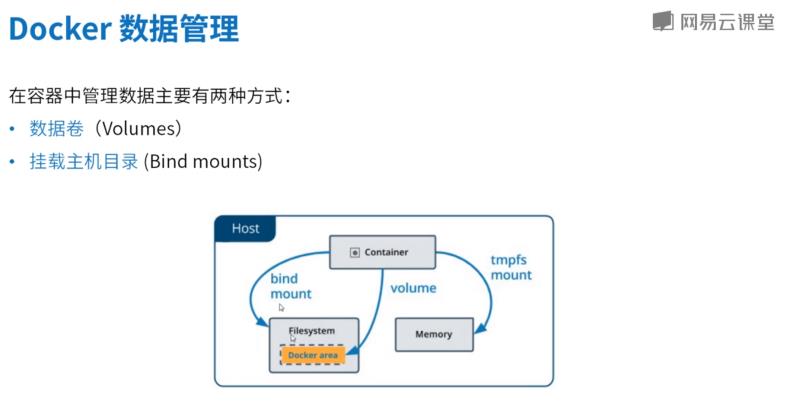 Docker 数据管理
网易云课堂
在容器中管理数据主要有两种方式：
• 数据卷（Volumes）
• 挂载主机目录 (Bind mounts)
Host
Container
bind
mount
volume
tmpfs
mount
Filesystem
Docker area
Memory